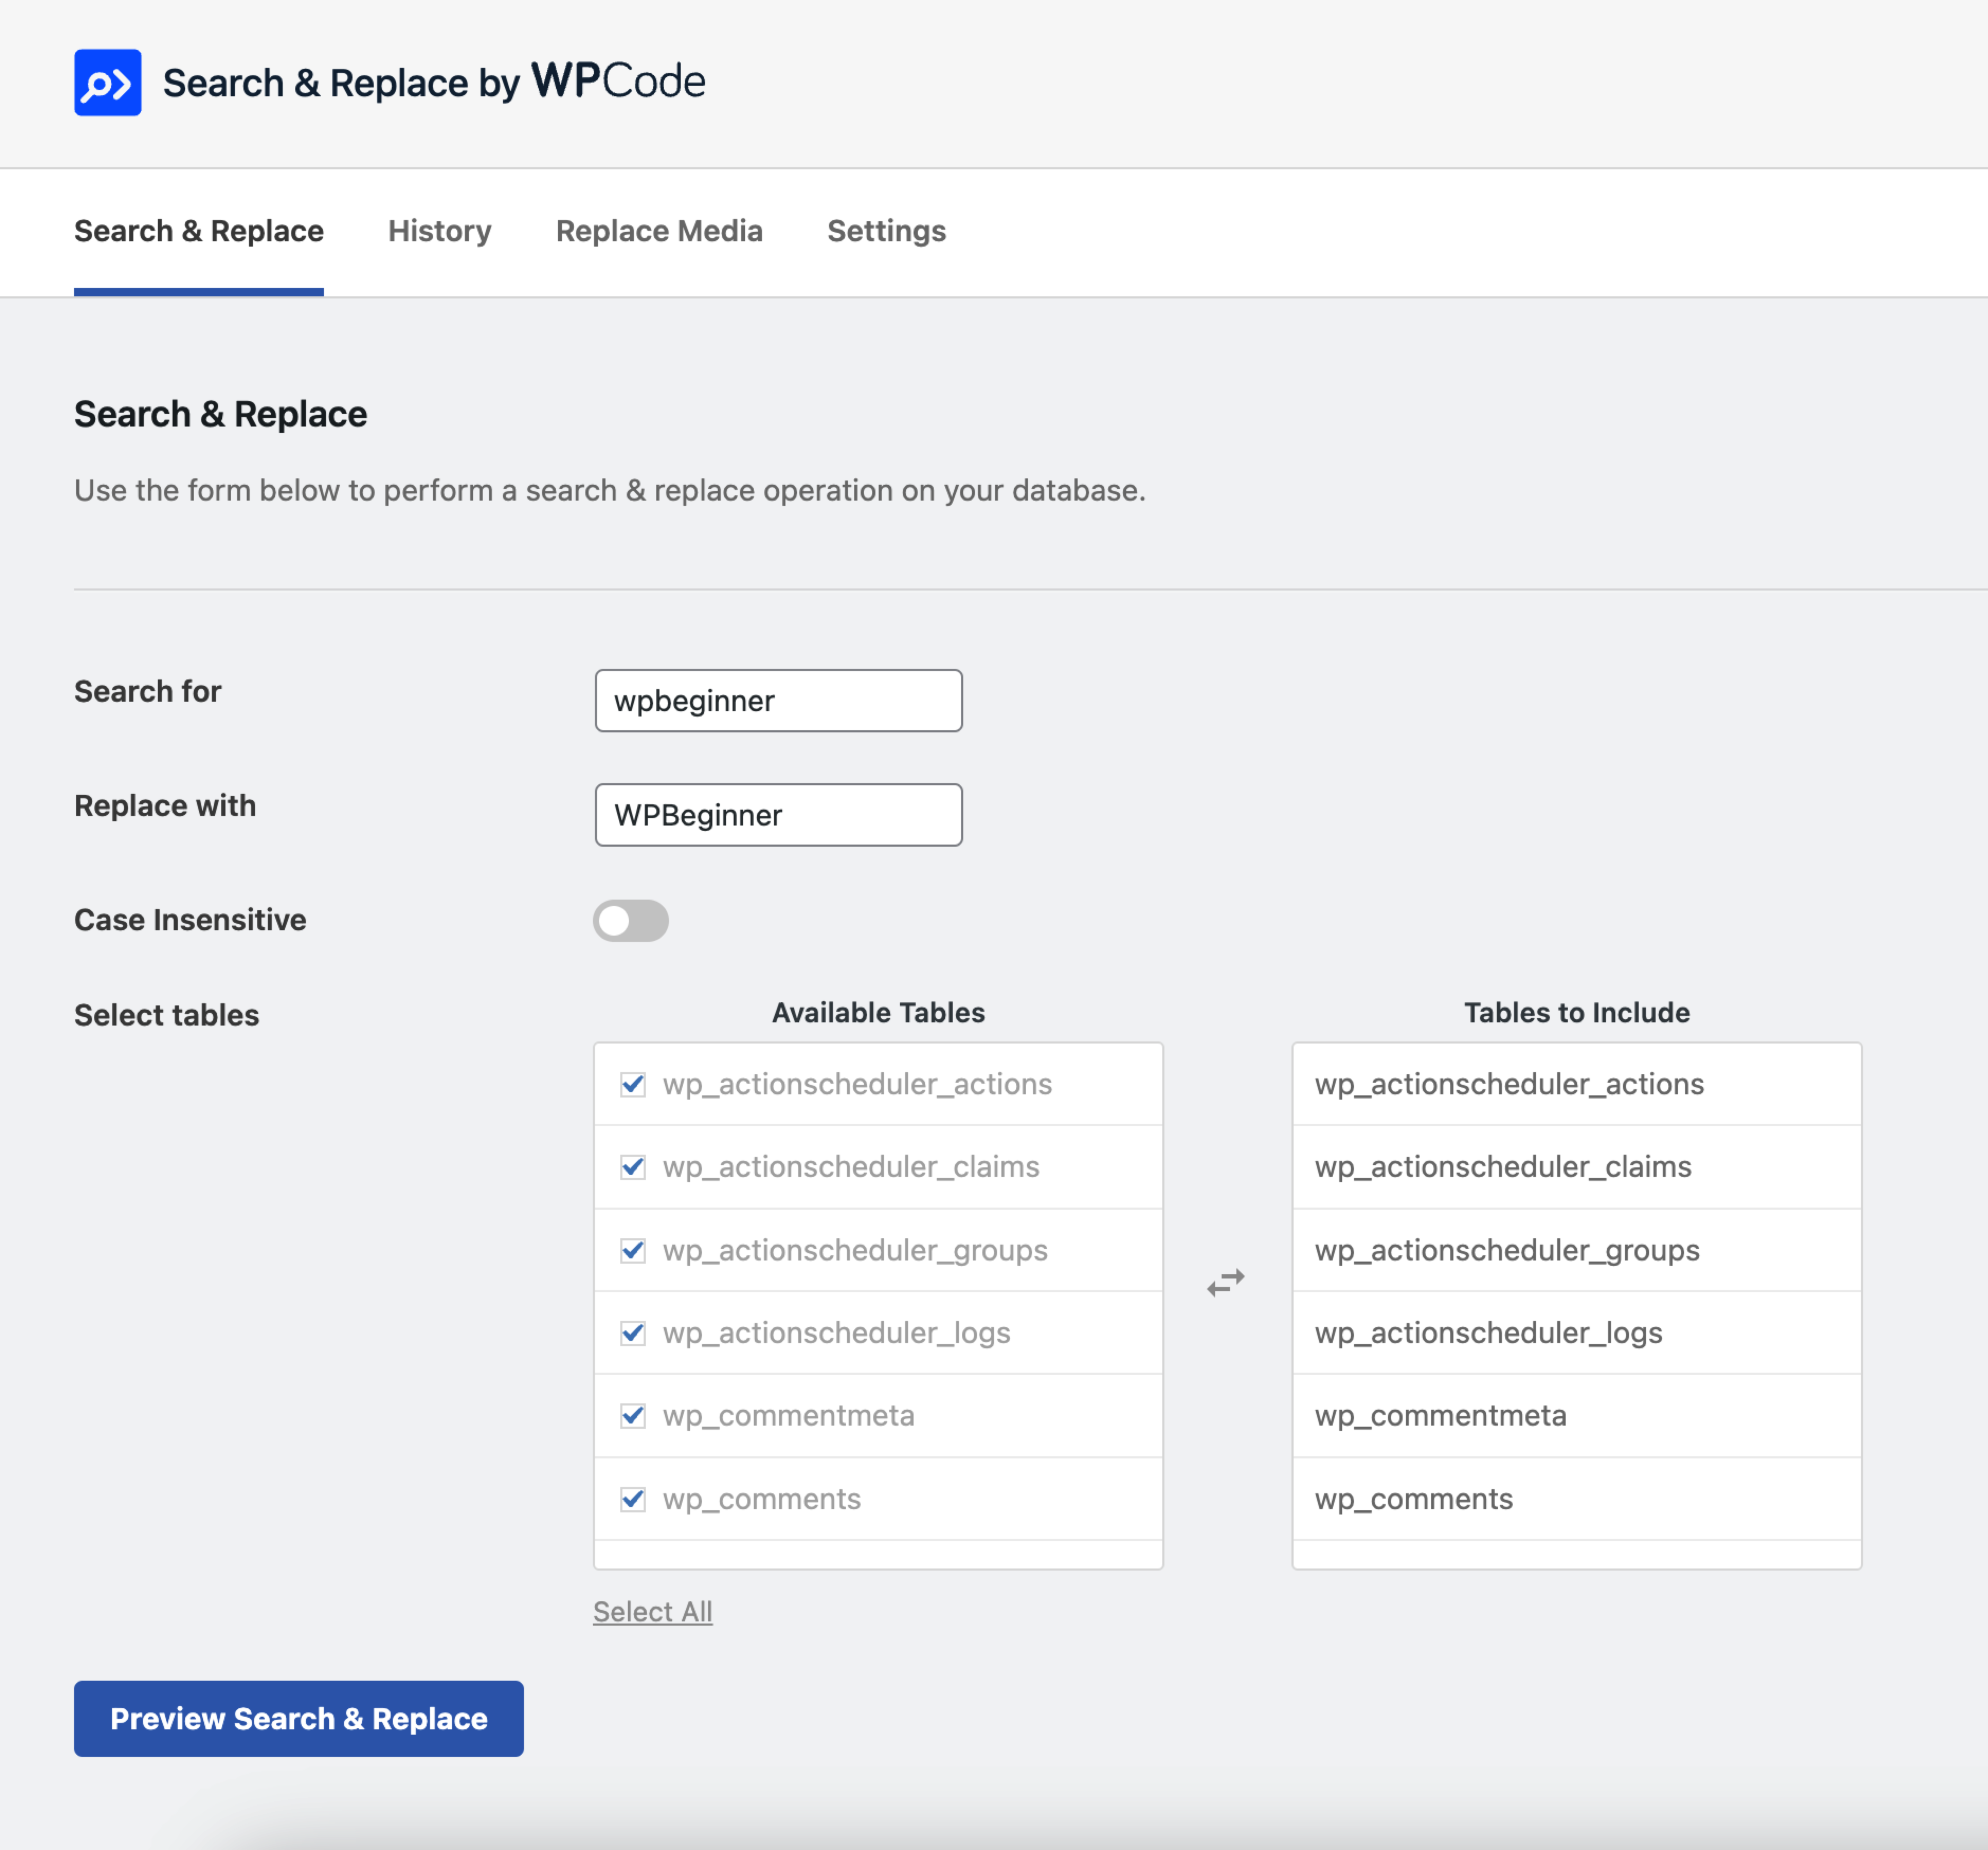 Search & Replace by WPCode
Search & Replace History Replace Media Settings
Search & Replace
Use the form below to perform a search & replace operation on your database.
Search for wpbeginner
Replace with WPBeginner
Case Insensitive
Select tables Available Tables Tables to Include
wp_actionscheduler_actions wp_actionscheduler_actions
wp_actionscheduler_claims wp_actionscheduler_claims
wp_actionscheduler_groups wp_actionscheduler_groups
wp_actionscheduler_logs wp_actionscheduler_logs
wp_commentmeta wp_commentmeta
wp_comments wp_comments
Select All
Preview Search & Replace